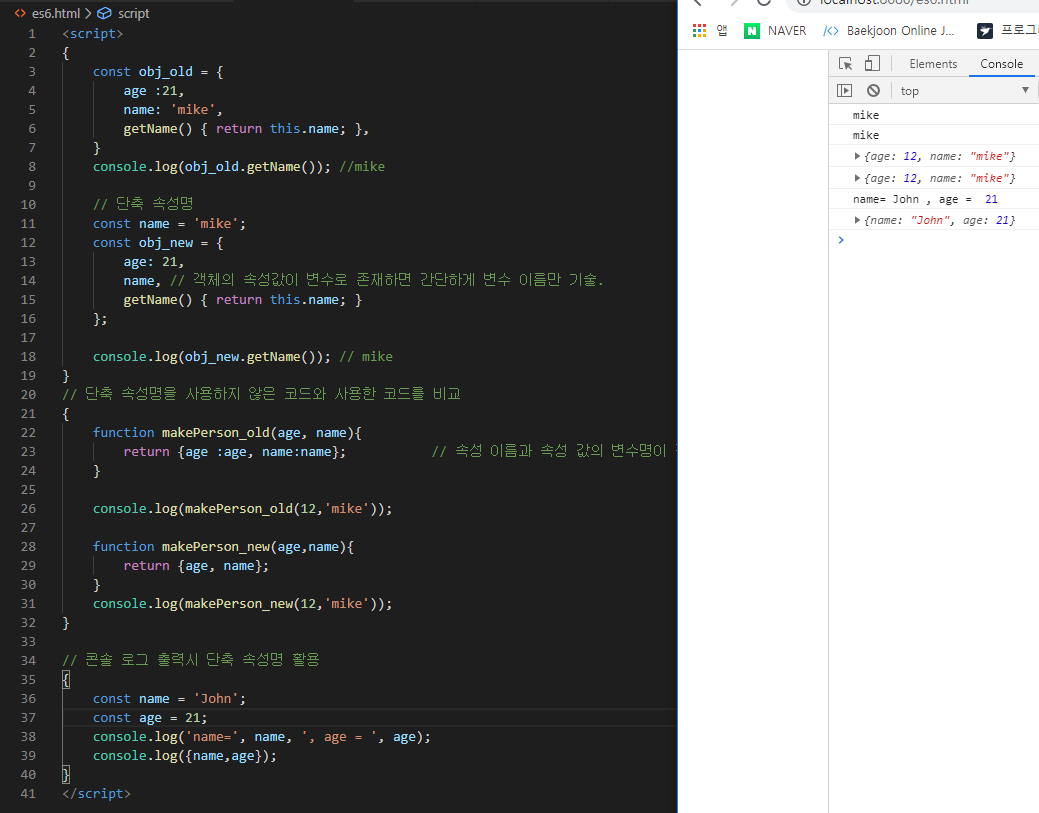 es6.html > script
1 <script>
2 {
3 const obj_old = {
4 age :21,
5 name: 'mike',
6 getName() { return this.name; },
7 }
8 console.log(obj_old.getName()); //mike
9
10 // 단축 속성명
11 const name = 'mike';
12 const obj_new = {
13 age: 21,
14 name, // 객체의 속성값이 변수로 존재하면 간단하게 변수 이름만 기술.
15 getName() { return this.name; }
16 };
17
18 console.log(obj_new.getName()); // mike
19 }
20 // 단축 속성명을 사용하지 않은 코드와 사용한 코드를 비교
21 {
22 function makePerson_old(age, name){
23 return {age :age, name:name}; // 속성 이름과 속성 값의 변수명이
24 }
25
26 console.log(makePerson_old(12,'mike'));
27
28 function makePerson_new(age,name){
29 return {age, name};
30 }
31 console.log(makePerson_new(12,'mike'));
32 }
33
34 // 콘솔 로그 출력시 단축 속성명 활용
35 {
36 const name = 'John';
37 const age = 21;
38 console.log('name=', name, ', age = ', age);
39 console.log({name,age});
40 }
41 </script>
localhost:8080/es6.html
앱 N NAVER </> Baekjoon Online J... 프로그
Elements Console
top
mike
mike
{age: 12, name: "mike"}
{age: 12, name: "mike"}
name= John , age = 21
{name: "John", age: 21}
>